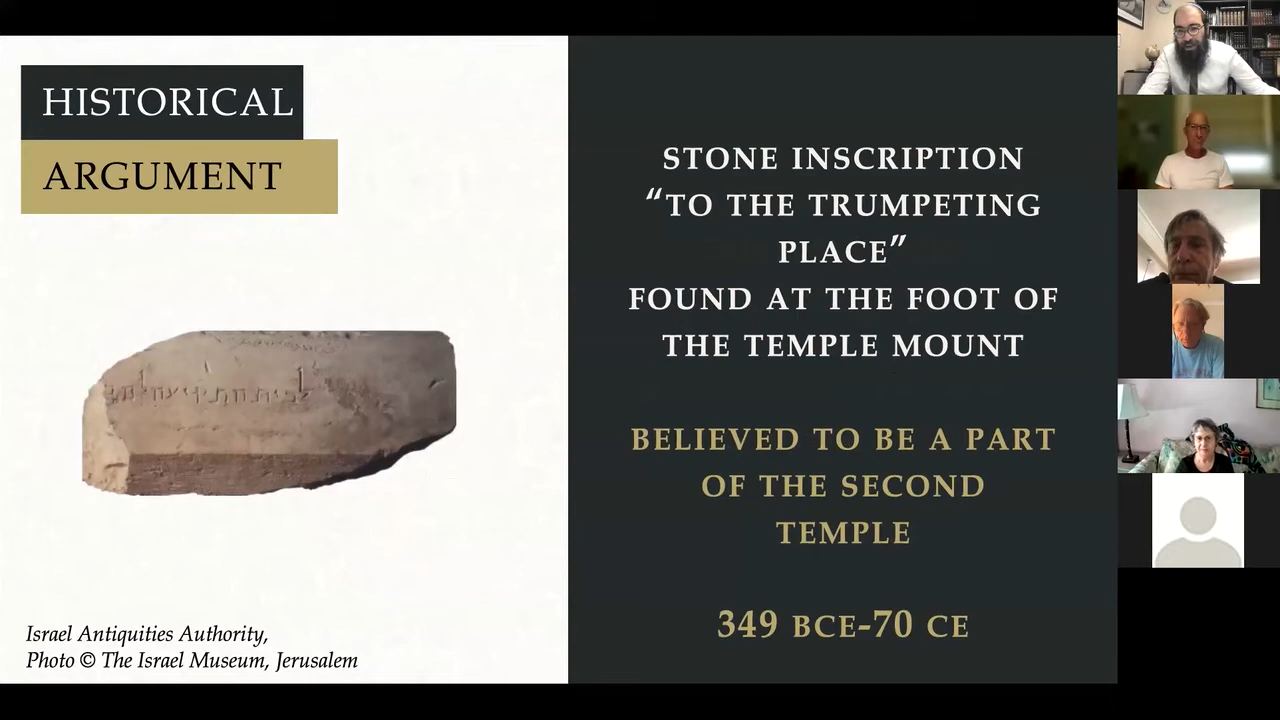 HISTORICAL
ARGUMENT
STONE INSCRIPTION
“TO THE TRUMPETING
PLACE”
FOUND AT THE FOOT OF
THE TEMPLE MOUNT
BELIEVED TO BE A PART
OF THE SECOND
TEMPLE
349 BCE-70 CE
Israel Antiquities Authority,
Photo © The Israel Museum, Jerusalem